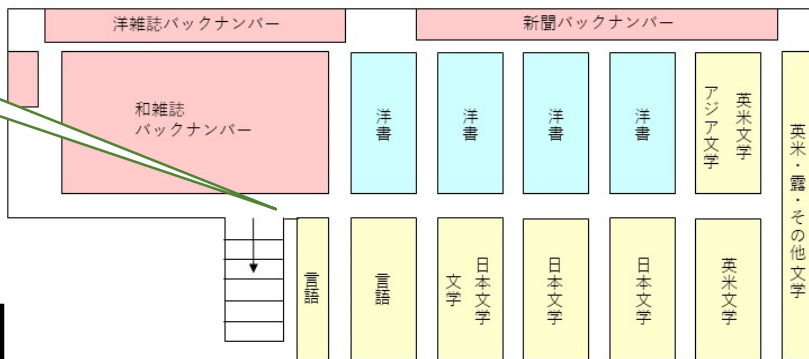 洋雑誌バックナンバー
新聞バックナンバー
和雑誌
バックナンバー
洋書
洋書
洋書
洋書
英米文学
アジア文学
英米・露・その他文学
言語
言語
日本文学
文学
日本文学
日本文学
英米文学